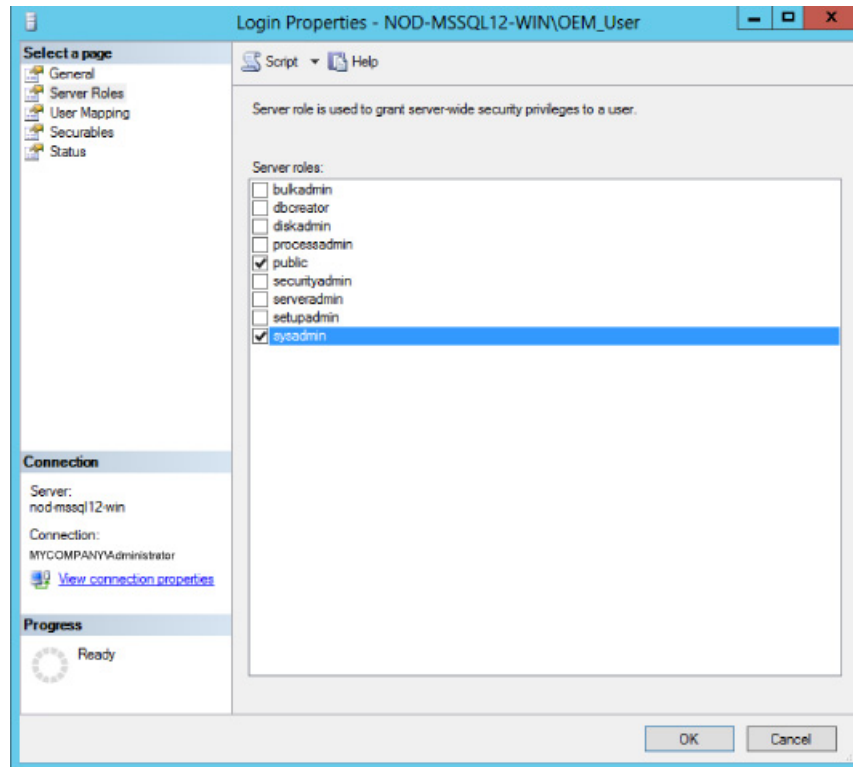 Login Properties - NOD-MSSQL12-WIN\OEM_User
Select a page
General
Server Roles
User Mapping
Securables
Status
Script Help
Server role is used to grant server-wide security privileges to a user.
Server roles:
bulkadmin
dbcreator
diskadmin
processadmin
public
securityadmin
serveradmin
setupadmin
sysadmin
Connection
Server:
nod-mssql12-win
Connection:
MYCOMPANY\Administrator
View connection properties
Progress
Ready
OK Cancel